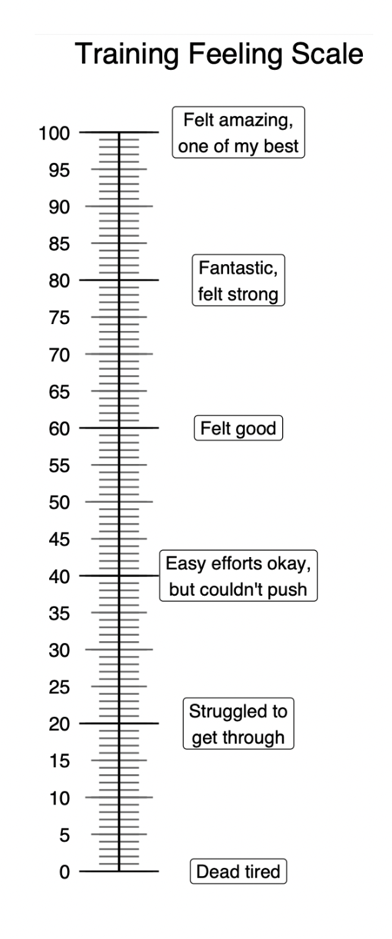 Training Feeling Scale
100
Felt amazing,
one of my best
95
90
85
80
Fantastic,
felt strong
75
70
65
60
Felt good
55
50
45
40
Easy efforts okay,
but couldn't push
35
30
25
20
Struggled to
get through
15
10
5
0
Dead tired